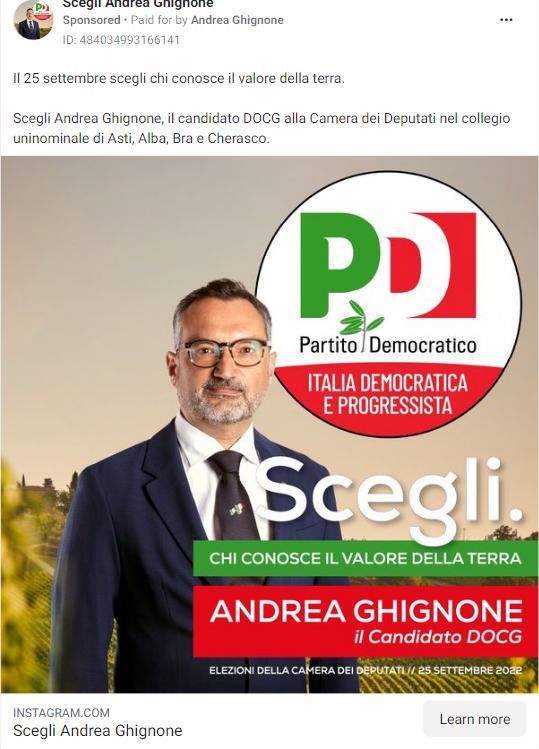 Scegli Andrea Ghignone
Sponsored • Paid for by Andrea Ghignone
ID: 484034993166141
Il 25 settembre scegli chi conosce il valore della terra.
Scegli Andrea Ghignone, il candidato DOCG alla Camera dei Deputati nel collegio
uninominale di Asti, Alba, Bra e Cherasco.
PD
Partito Democratico
ITALIA DEMOCRATICA
E PROGRESSISTA
Scegli.
CHI CONOSCE IL VALORE DELLA TERRA
ANDREA GHIGNONE
il Candidato DOCG
ELEZIONI DELLA CAMERA DEI DEPUTATI // 25 SETTEMBRE 2022
INSTAGRAM.COM
Scegli Andrea Ghignone
Learn more